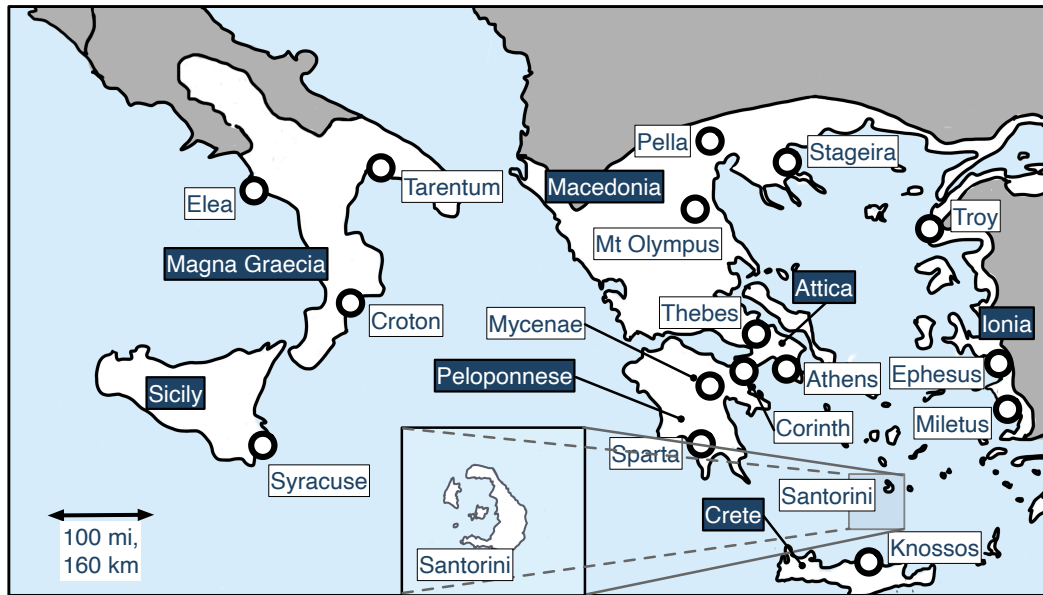 Pella
Stageira
Elea
Tarentum
Macedonia
Troy
Mt Olympus
Magna Graecia
Attica
Croton
Mycenae
Thebes
Ionia
Sicily
Peloponnese
Athens
Ephesus
Corinth
Miletus
Syracuse
Sparta
Santorini
Crete
100 mi,
160 km
Santorini
Knossos